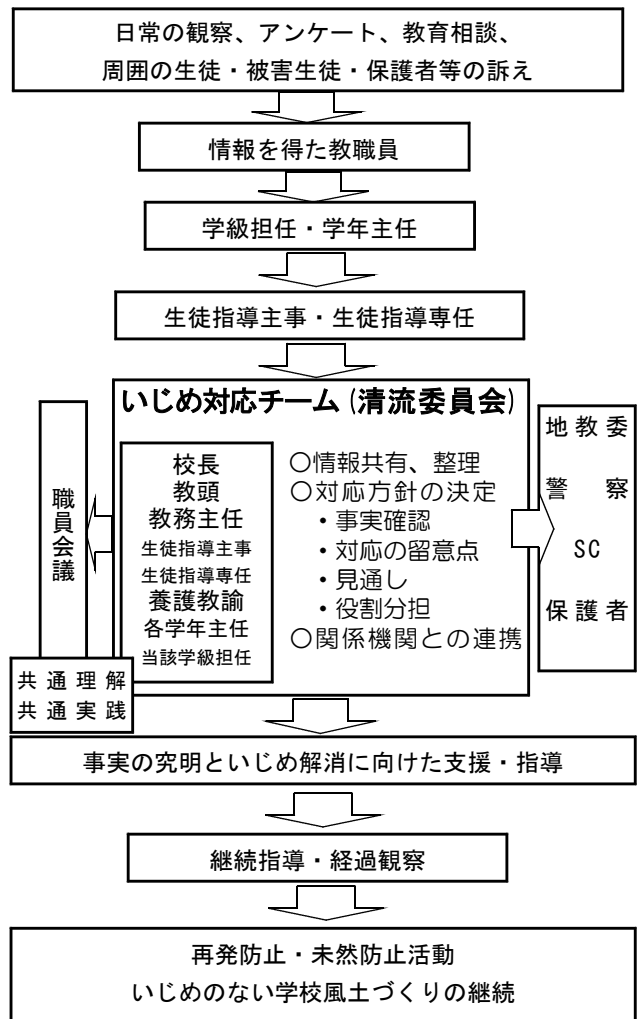 日常の観察、アンケート、教育相談、
周囲の生徒・被害生徒・保護者等の訴え
情報を得た教職員
学級担任・学年主任
生徒指導主事・生徒指導専任
いじめ対応チーム(清流委員会)
校長
教頭
教務主任
生徒指導主事
生徒指導専任
養護教諭
各学年主任
当該学級担任
〇情報共有、整理
〇対応方針の決定
・事実確認
・対応の留意点
・見通し
・役割分担
〇関係機関との連携
職員会議
共通理解
共通実践
地教委
警察
SC
保護者
事実の究明といじめ解消に向けた支援・指導
継続指導・経過観察
再発防止・未然防止活動
いじめのない学校風土づくりの継続